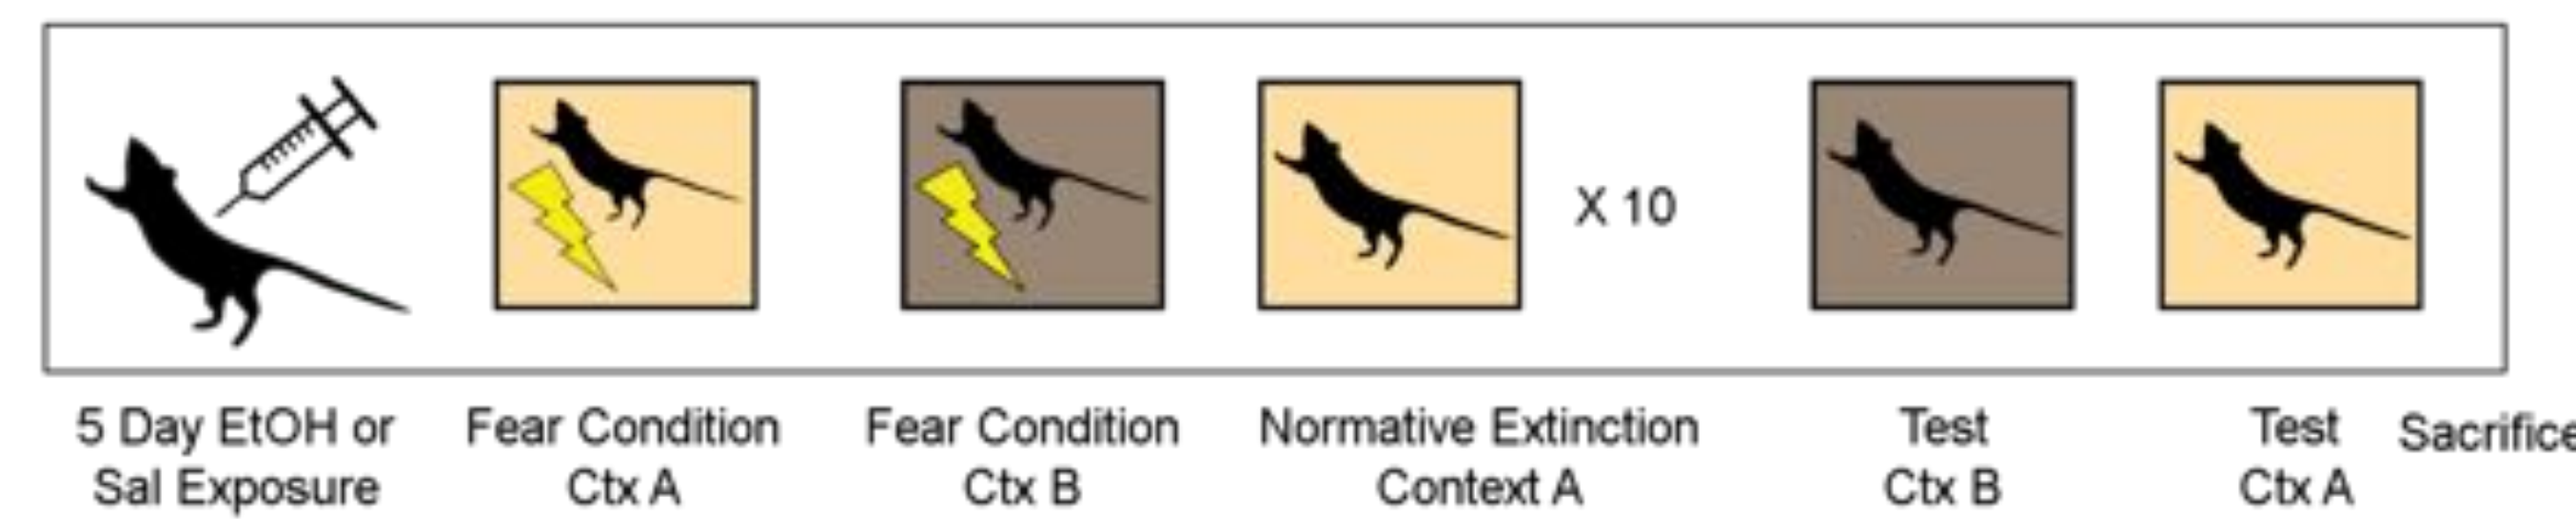 X 10
5 Day EtOH or
Sal Exposure
Fear Condition
Ctx A
Fear Condition
Ctx B
Normative Extinction
Context A
Test
Ctx B
Test
Ctx A
Sacrifice